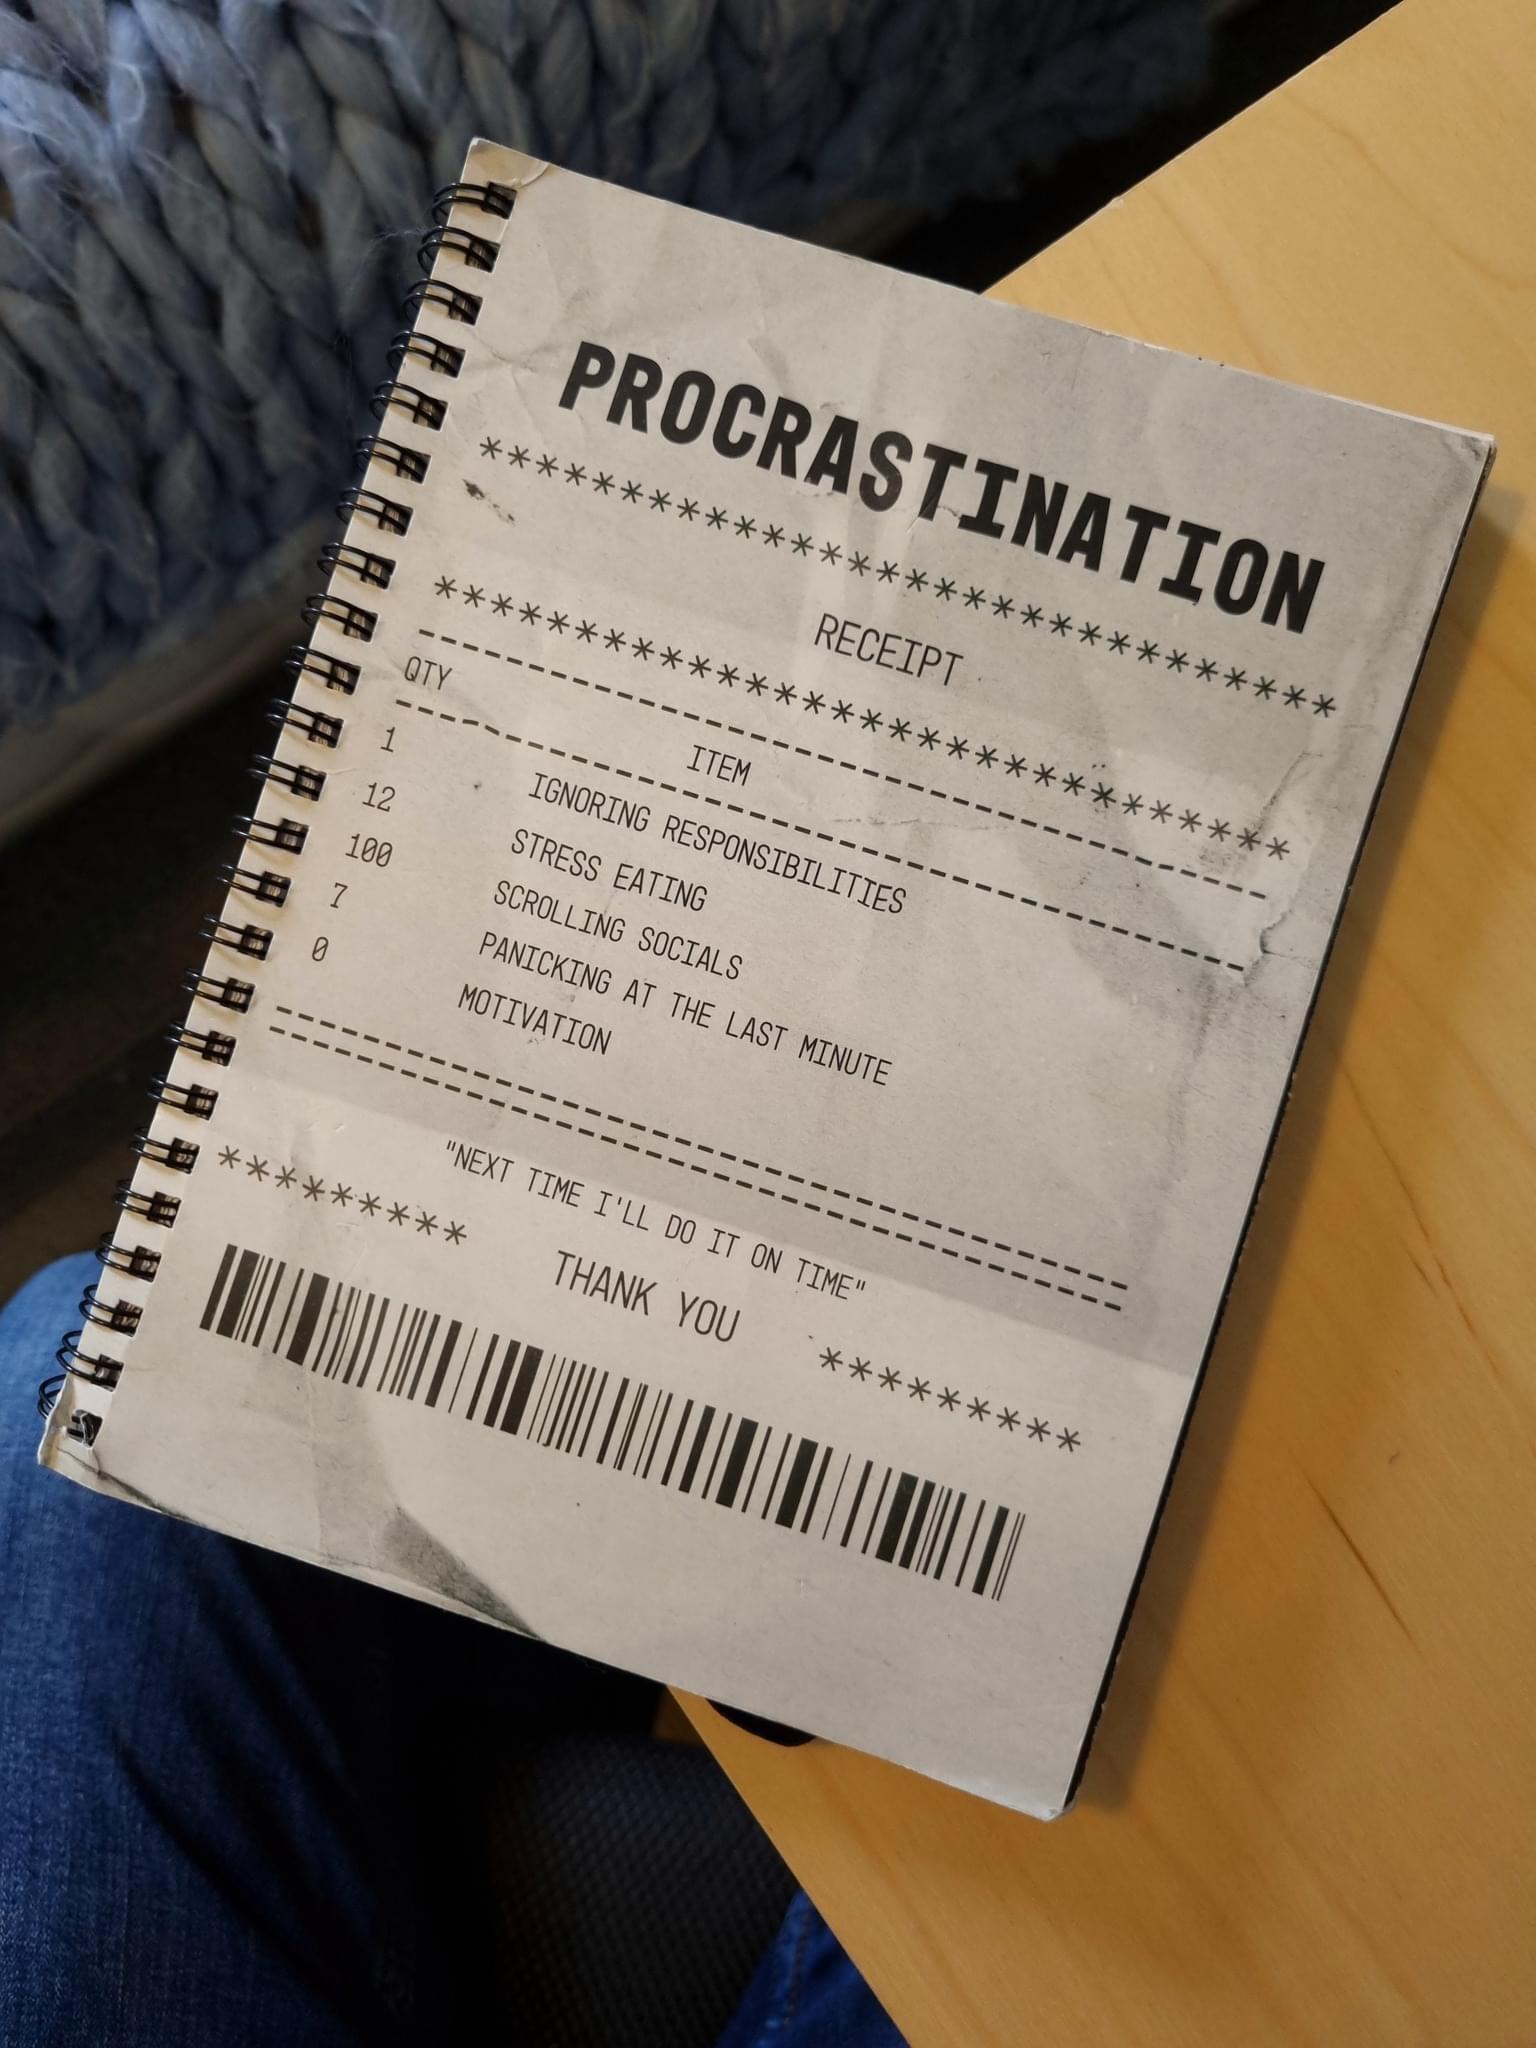 PROCRASTINATION
*******************************
RECEIPT
*******************************
--------------------------------
QTY ITEM
--------------------------------
1 IGNORING RESPONSIBILITIES
12 STRESS EATING
100 SCROLLING SOCIALS
7 PANICKING AT THE LAST MINUTE
0 MOTIVATION
================================
"NEXT TIME I'LL DO IT ON TIME"
********* THANK YOU *********